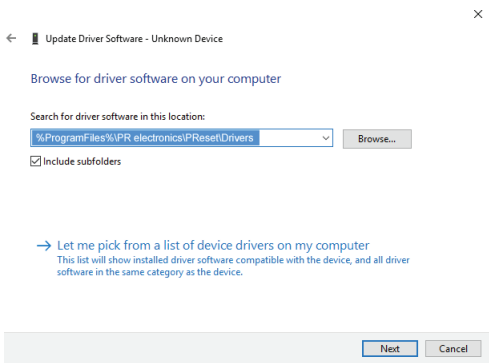 Update Driver Software - Unknown Device
Browse for driver software on your computer
Search for driver software in this location:
%ProgramFiles%\PR electronics\PReset\Drivers
Browse...
Include subfolders
Let me pick from a list of device drivers on my computer
This list will show installed driver software compatible with the device, and all driver
software in the same category as the device.
Next
Cancel